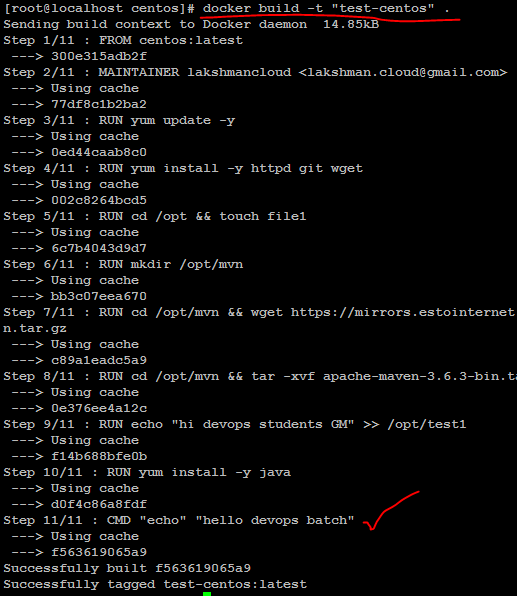 [root@localhost centos]# docker build -t "test-centos" .
Sending build context to Docker daemon  14.85kB
Step 1/11 : FROM centos:latest
 ---> 300e315adb2f
Step 2/11 : MAINTAINER lakshmancloud <lakshman.cloud@gmail.com>
 ---> Using cache
 ---> 77df8c1b2ba2
Step 3/11 : RUN yum update -y
 ---> Using cache
 ---> 0ed44caab8c0
Step 4/11 : RUN yum install -y httpd git wget
 ---> Using cache
 ---> 002c8264bcd5
Step 5/11 : RUN cd /opt && touch file1
 ---> Using cache
 ---> 6c7b4043d9d7
Step 6/11 : RUN mkdir /opt/mvn
 ---> Using cache
 ---> bb3c07eea670
Step 7/11 : RUN cd /opt/mvn && wget https://mirrors.estointernet
n.tar.gz
 ---> Using cache
 ---> c89a1eadc5a9
Step 8/11 : RUN cd /opt/mvn && tar -xvf apache-maven-3.6.3-bin.ta
 ---> Using cache
 ---> 0e376ee4a12c
Step 9/11 : RUN echo "hi devops students GM" >> /opt/test1
 ---> Using cache
 ---> f14b688bfe0b
Step 10/11 : RUN yum install -y java
 ---> Using cache
 ---> d0f4c86a8fdf
Step 11/11 : CMD "echo" "hello devops batch"
 ---> Using cache
 ---> f563619065a9
Successfully built f563619065a9
Successfully tagged test-centos:latest